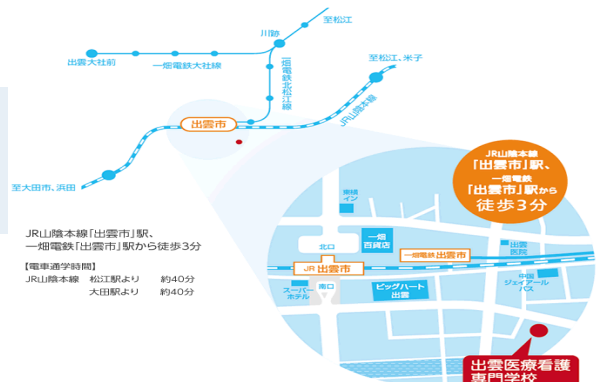 至松江
川跡
出雲大社前
一畑電鉄大社線
一畑電鉄北松江線
至松江、米子
JR山陰本線
出雲市
至大田市、浜田
JR山陰本線
「出雲市」駅、
一畑電鉄
「出雲市」駅から
徒歩3分
JR山陰本線「出雲市」駅、
一畑電鉄「出雲市」駅から徒歩3分
【電車通学時間】
JR山陰本線 松江駅より 約40分
大田駅より 約40分
東横
イン
一畑
百貨店
北口
一畑電鉄 出雲市
出雲
医院
JR 出雲市
中国
ジェイアール
バス
スーパー
ホテル
南口
ビッグハート
出雲
出雲医療看護
専門学校